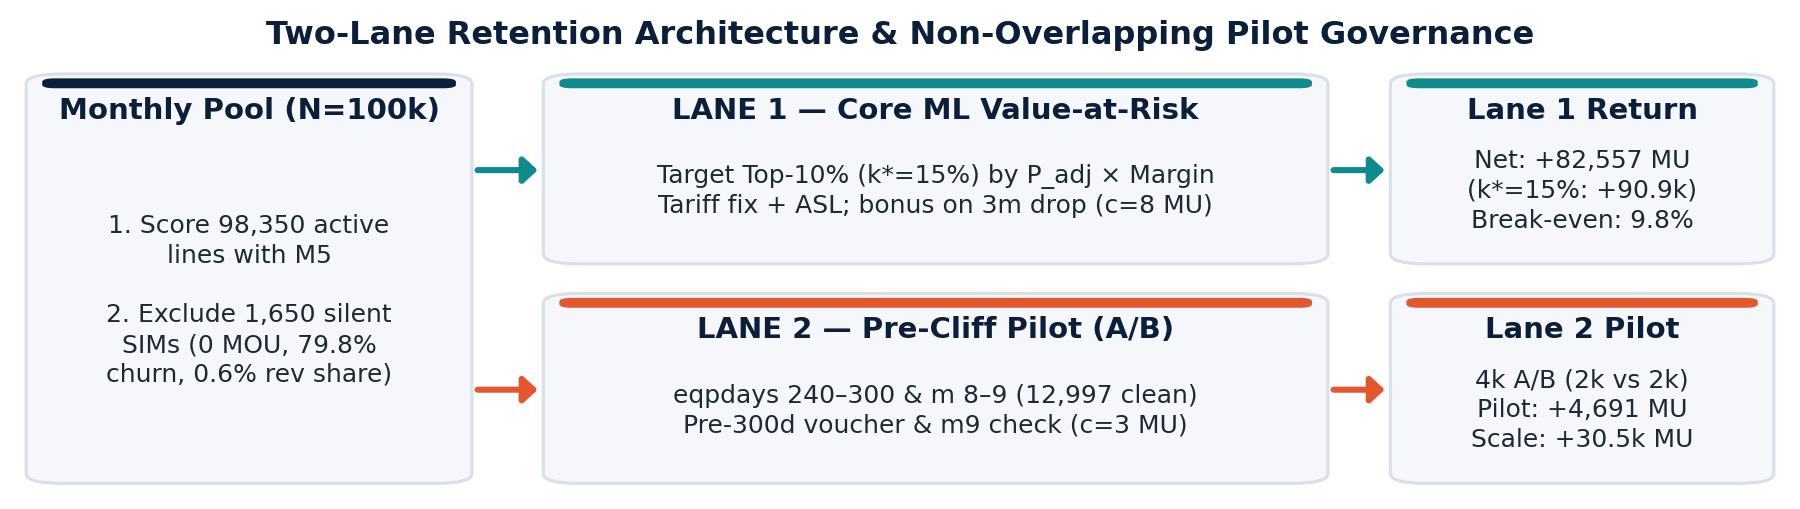 Two-Lane Retention Architecture & Non-Overlapping Pilot Governance
Monthly Pool (N=100k)
1. Score 98,350 active
lines with M5
2. Exclude 1,650 silent
SIMs (0 MOU, 79.8%
churn, 0.6% rev share)
LANE 1 — Core ML Value-at-Risk
Target Top-10% (k*=15%) by P_adj × Margin
Tariff fix + ASL; bonus on 3m drop (c=8 MU)
Lane 1 Return
Net: +82,557 MU
(k*=15%: +90.9k)
Break-even: 9.8%
LANE 2 — Pre-Cliff Pilot (A/B)
eqpdays 240–300 & m 8–9 (12,997 clean)
Pre-300d voucher & m9 check (c=3 MU)
Lane 2 Pilot
4k A/B (2k vs 2k)
Pilot: +4,691 MU
Scale: +30.5k MU